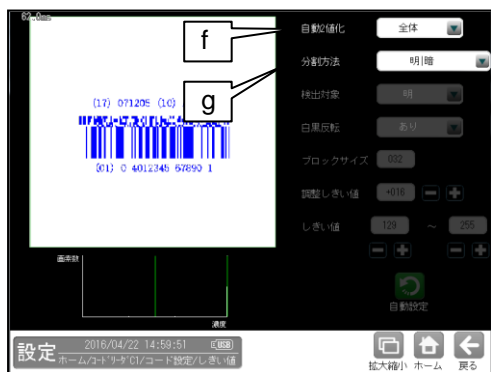 62.0ms
f
g
自動2値化 全体
分割方法 明|暗
検出対象 明
白黒反転 あり
ブロックサイズ 032
調整しきい値 +016
しきい値 129 ～ 255
自動設定
(17) 071205 (10)
(01) 0 4012345 67890 1
画素数
濃度
設定
2016/04/22 14:59:51 USB
ホーム/コードリーダC1/コード設定/しきい値
拡大縮小 ホーム 戻る